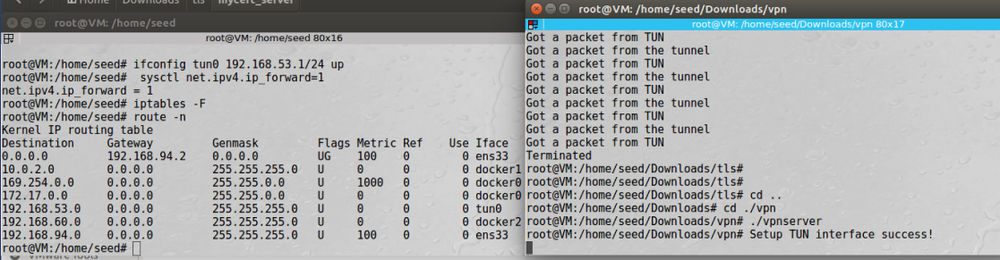 Home Downloads tls mycert_server
root@VM: /home/seed
root@VM: /home/seed 80x16
root@VM:/home/seed# ifconfig tun0 192.168.53.1/24 up
root@VM:/home/seed#  sysctl net.ipv4.ip_forward=1
net.ipv4.ip_forward = 1
root@VM:/home/seed# iptables -F
root@VM:/home/seed# route -n
Kernel IP routing table
Destination     Gateway         Genmask         Flags Metric Ref    Use Iface
0.0.0.0         192.168.94.2    0.0.0.0         UG    100    0        0 ens33
10.0.2.0        0.0.0.0         255.255.255.0   U     0      0        0 docker1
169.254.0.0     0.0.0.0         255.255.0.0     U     1000   0        0 docker0
172.17.0.0      0.0.0.0         255.255.0.0     U     0      0        0 docker0
192.168.53.0    0.0.0.0         255.255.255.0   U     0      0        0 tun0
192.168.60.0    0.0.0.0         255.255.255.0   U     0      0        0 docker2
192.168.94.0    0.0.0.0         255.255.255.0   U     100    0        0 ens33
root@VM:/home/seed#
VMware Tools
root@VM: /home/seed/Downloads/vpn
root@VM: /home/seed/Downloads/vpn 80x17
Got a packet from TUN
Got a packet from the tunnel
Got a packet from TUN
Got a packet from the tunnel
Got a packet from TUN
Got a packet from the tunnel
Got a packet from TUN
Got a packet from the tunnel
Got a packet from TUN
Terminated
root@VM:/home/seed/Downloads/tls#
root@VM:/home/seed/Downloads/tls#
root@VM:/home/seed/Downloads/tls# cd ..
root@VM:/home/seed/Downloads# cd ./vpn
root@VM:/home/seed/Downloads/vpn# ./vpnserver
root@VM:/home/seed/Downloads/vpn# Setup TUN interface success!